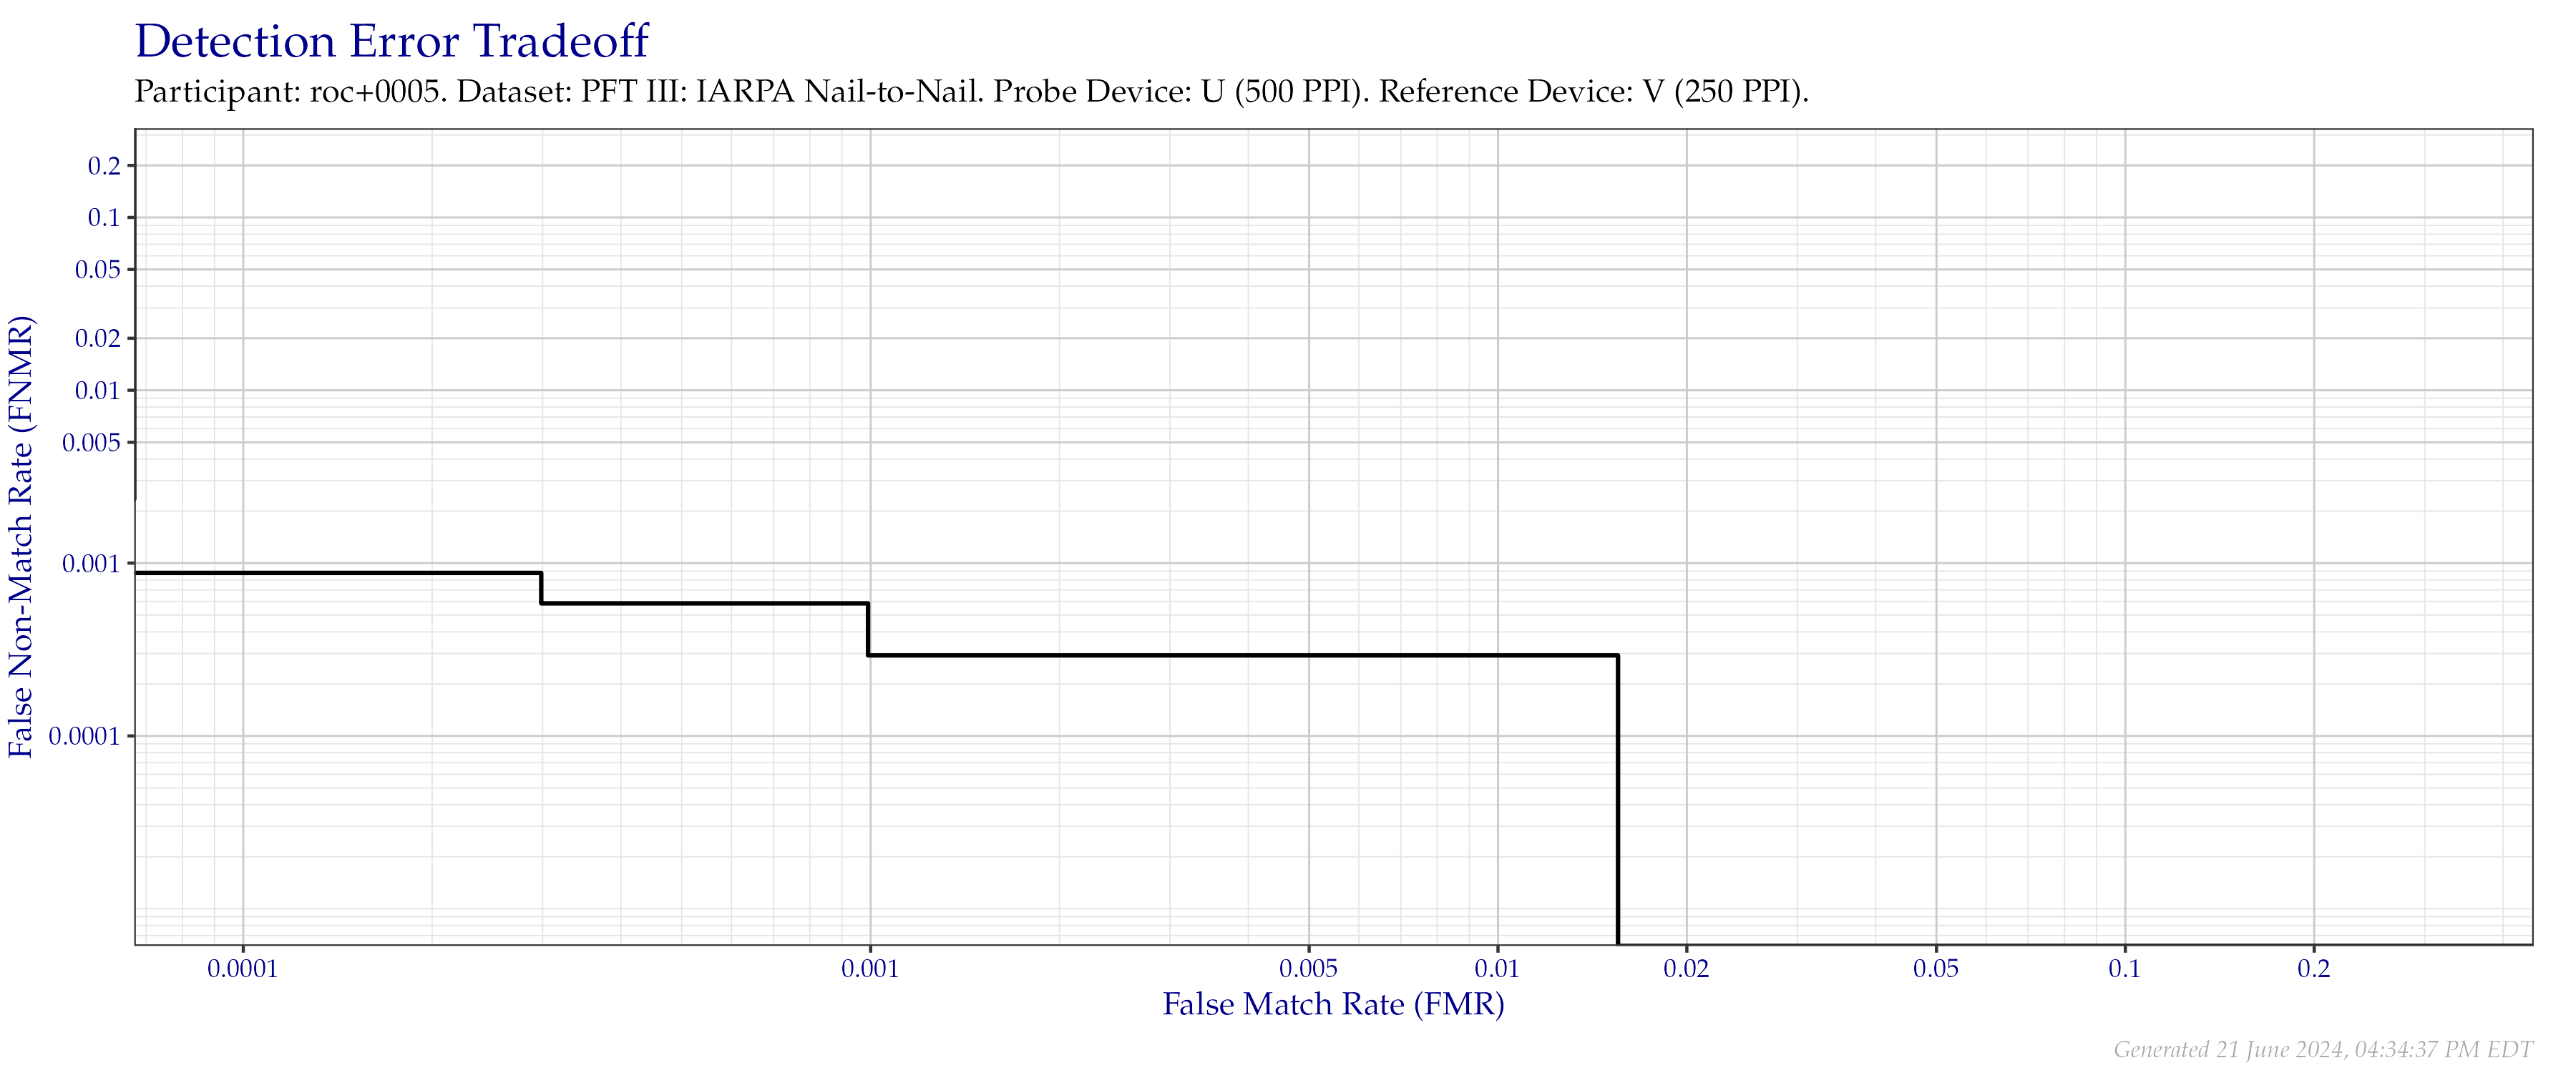 Detection Error Tradeoff
Participant: roc+0005. Dataset: PFT III: IARPA Nail-to-Nail. Probe Device: U (500 PPI). Reference Device: V (250 PPI).
False Non-Match Rate (FNMR)
0.2
0.1
0.05
0.02
0.01
0.005
0.001
0.0001
0.0001 0.001 0.005 0.01 0.02 0.05 0.1 0.2
False Match Rate (FMR)
Generated 21 June 2024, 04:34:37 PM EDT